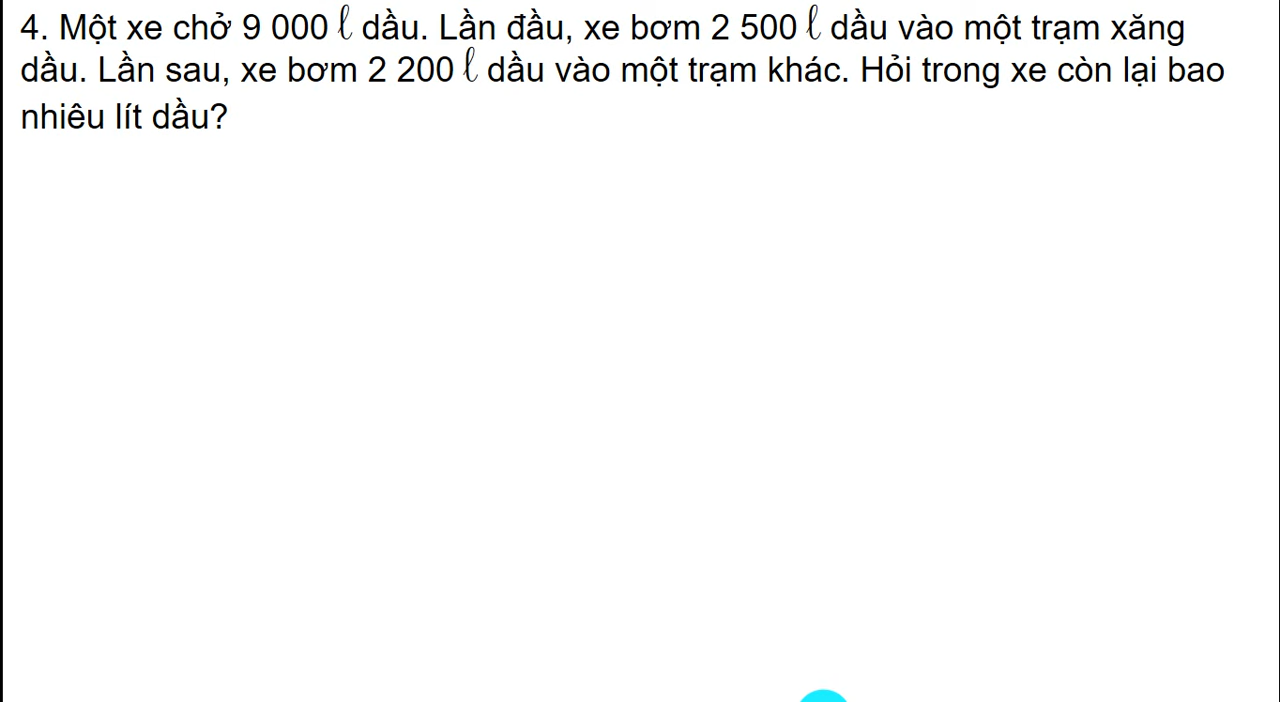 4. Một xe chở 9 000 ℓ dầu. Lần đầu, xe bơm 2 500 ℓ dầu vào một trạm xăng
dầu. Lần sau, xe bơm 2 200 ℓ dầu vào một trạm khác. Hỏi trong xe còn lại bao
nhiêu lít dầu?